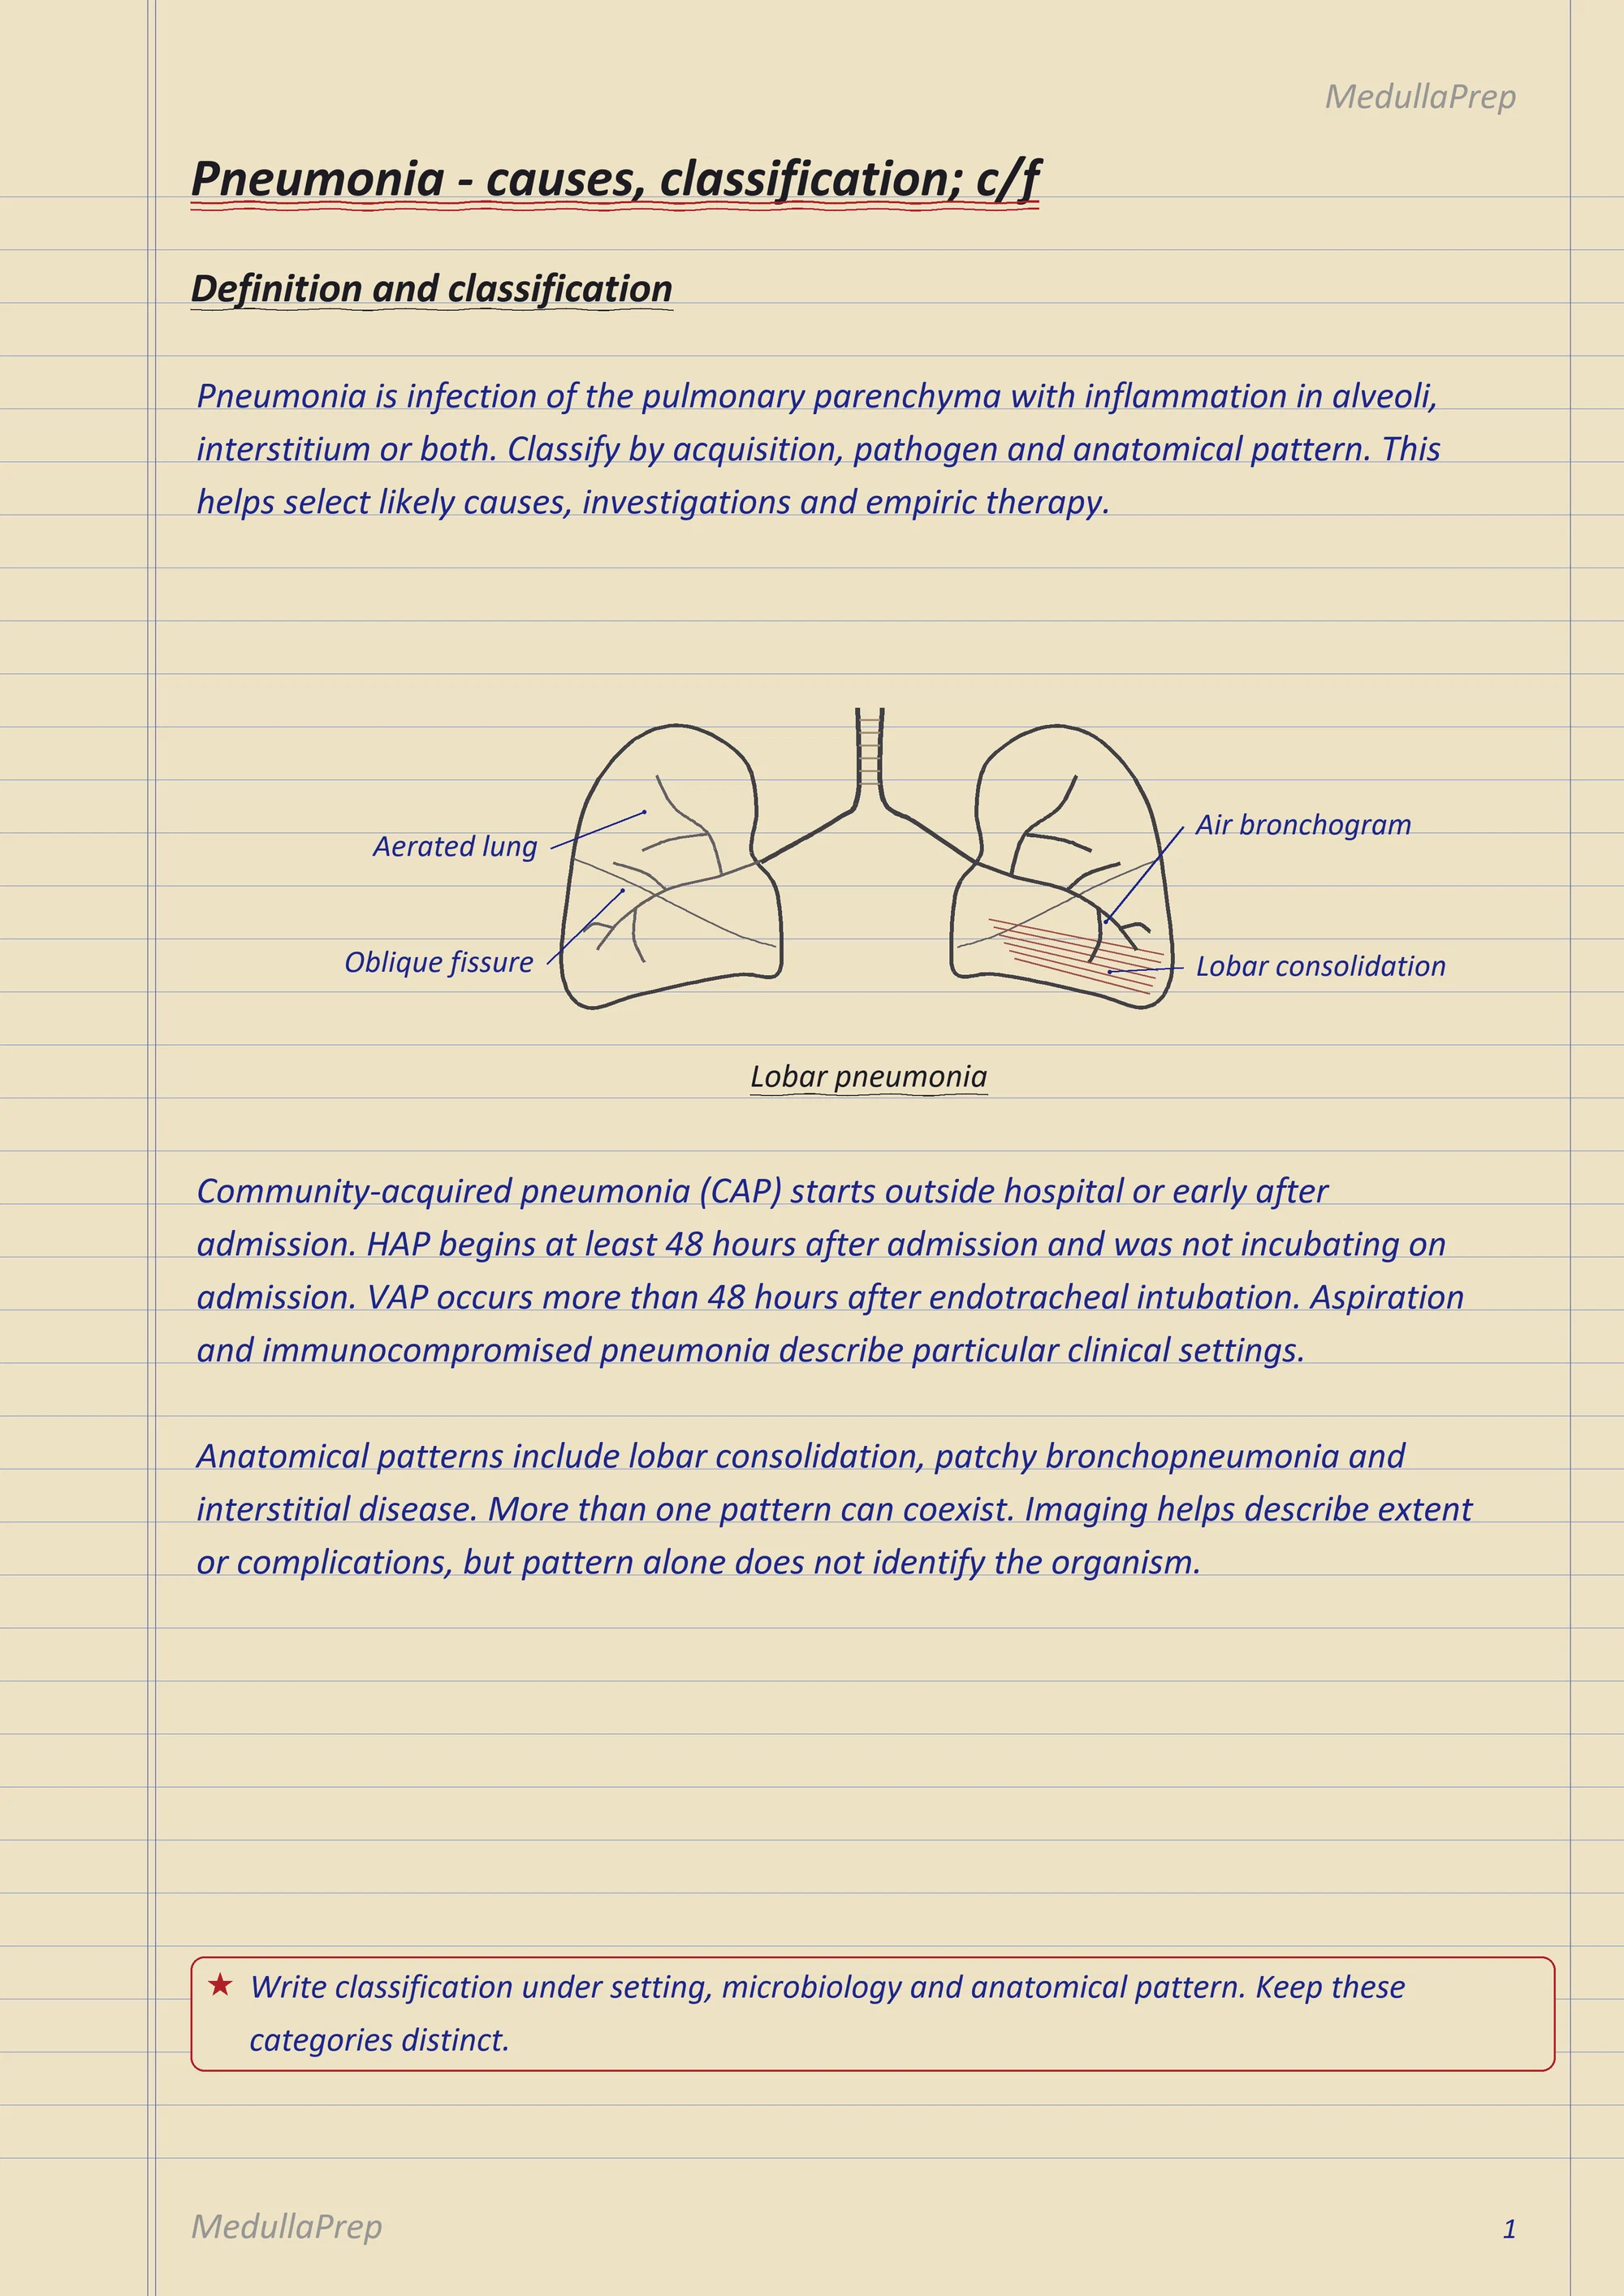 MedullaPrep
Pneumonia - causes, classification; c/f
Definition and classification
Pneumonia is infection of the pulmonary parenchyma with inflammation in alveoli,
interstitium or both. Classify by acquisition, pathogen and anatomical pattern. This
helps select likely causes, investigations and empiric therapy.
Aerated lung
Air bronchogram
Oblique fissure
Lobar consolidation
Lobar pneumonia
Community-acquired pneumonia (CAP) starts outside hospital or early after
admission. HAP begins at least 48 hours after admission and was not incubating on
admission. VAP occurs more than 48 hours after endotracheal intubation. Aspiration
and immunocompromised pneumonia describe particular clinical settings.
Anatomical patterns include lobar consolidation, patchy bronchopneumonia and
interstitial disease. More than one pattern can coexist. Imaging helps describe extent
or complications, but pattern alone does not identify the organism.
★ Write classification under setting, microbiology and anatomical pattern. Keep these
categories distinct.
MedullaPrep
1